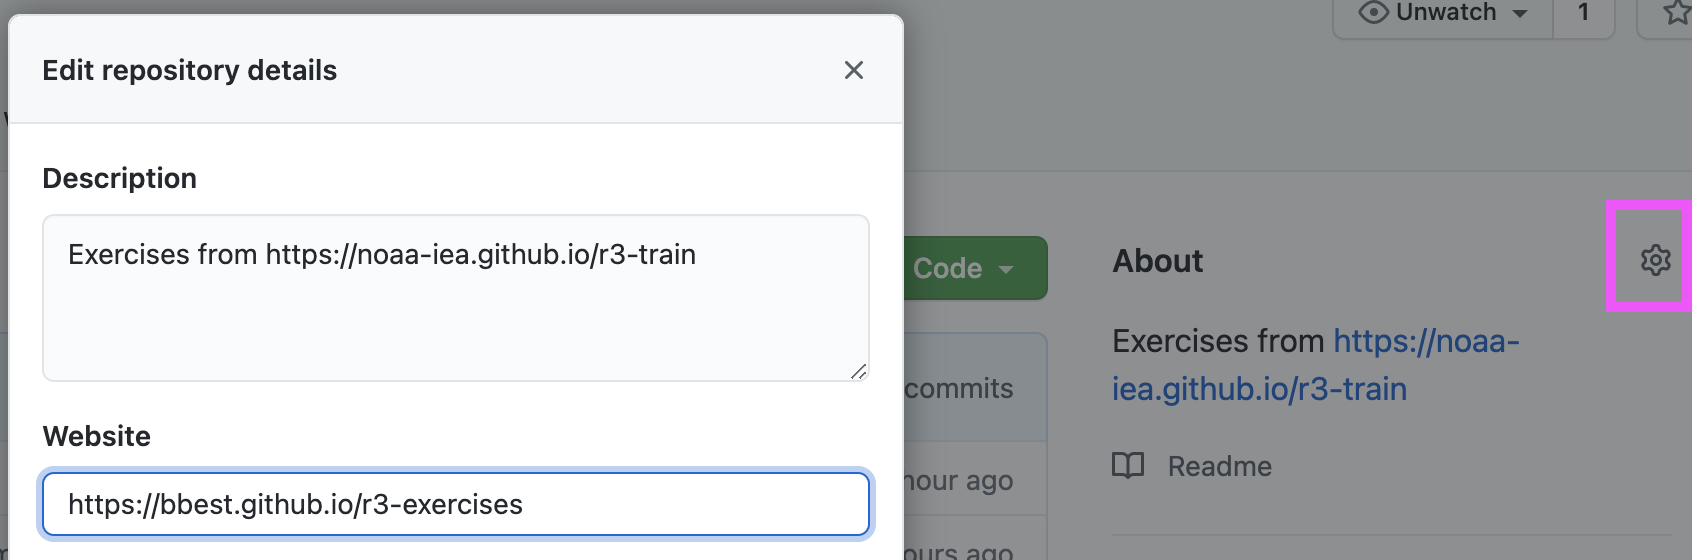 Unwatch 1
Edit repository details
Description
Exercises from https://noaa-iea.github.io/r3-train
Website
https://bbest.github.io/r3-exercises
Code
commits
hour ago
ours ago
About
Exercises from https://noaa-
iea.github.io/r3-train
Readme